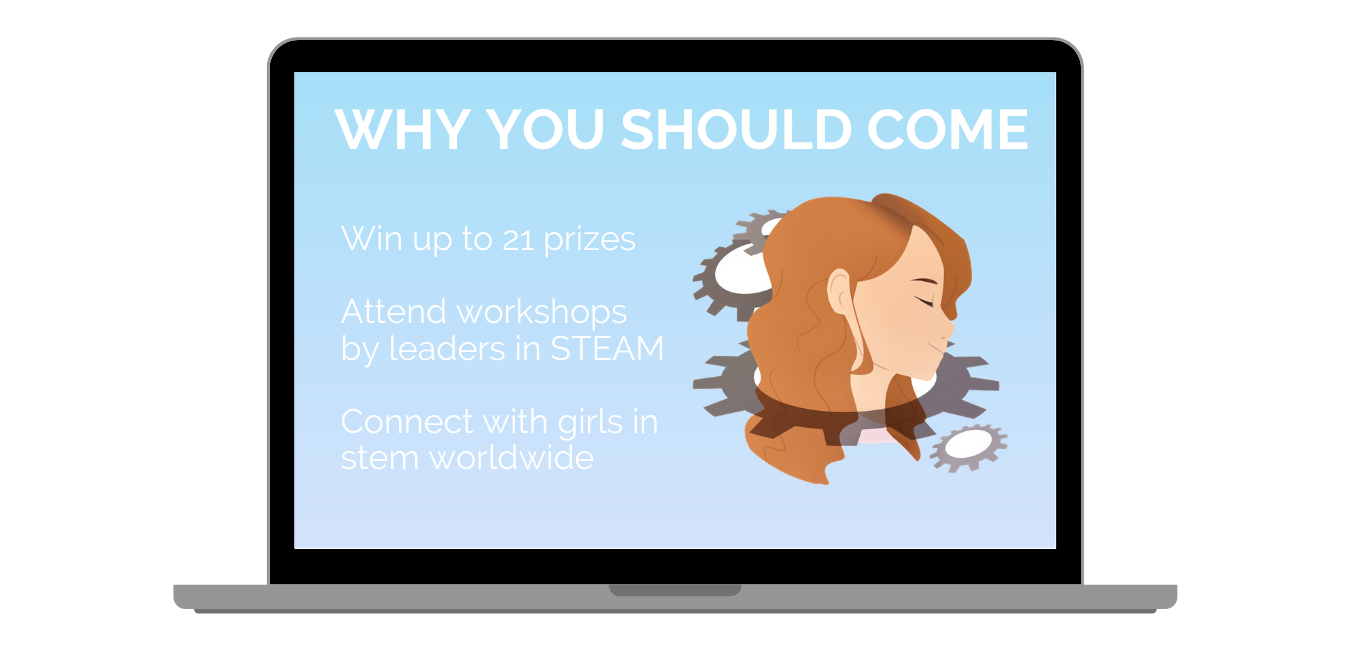 WHY YOU SHOULD COME
Win up to 21 prizes
Attend workshops
by leaders in STEAM
Connect with girls in
stem worldwide